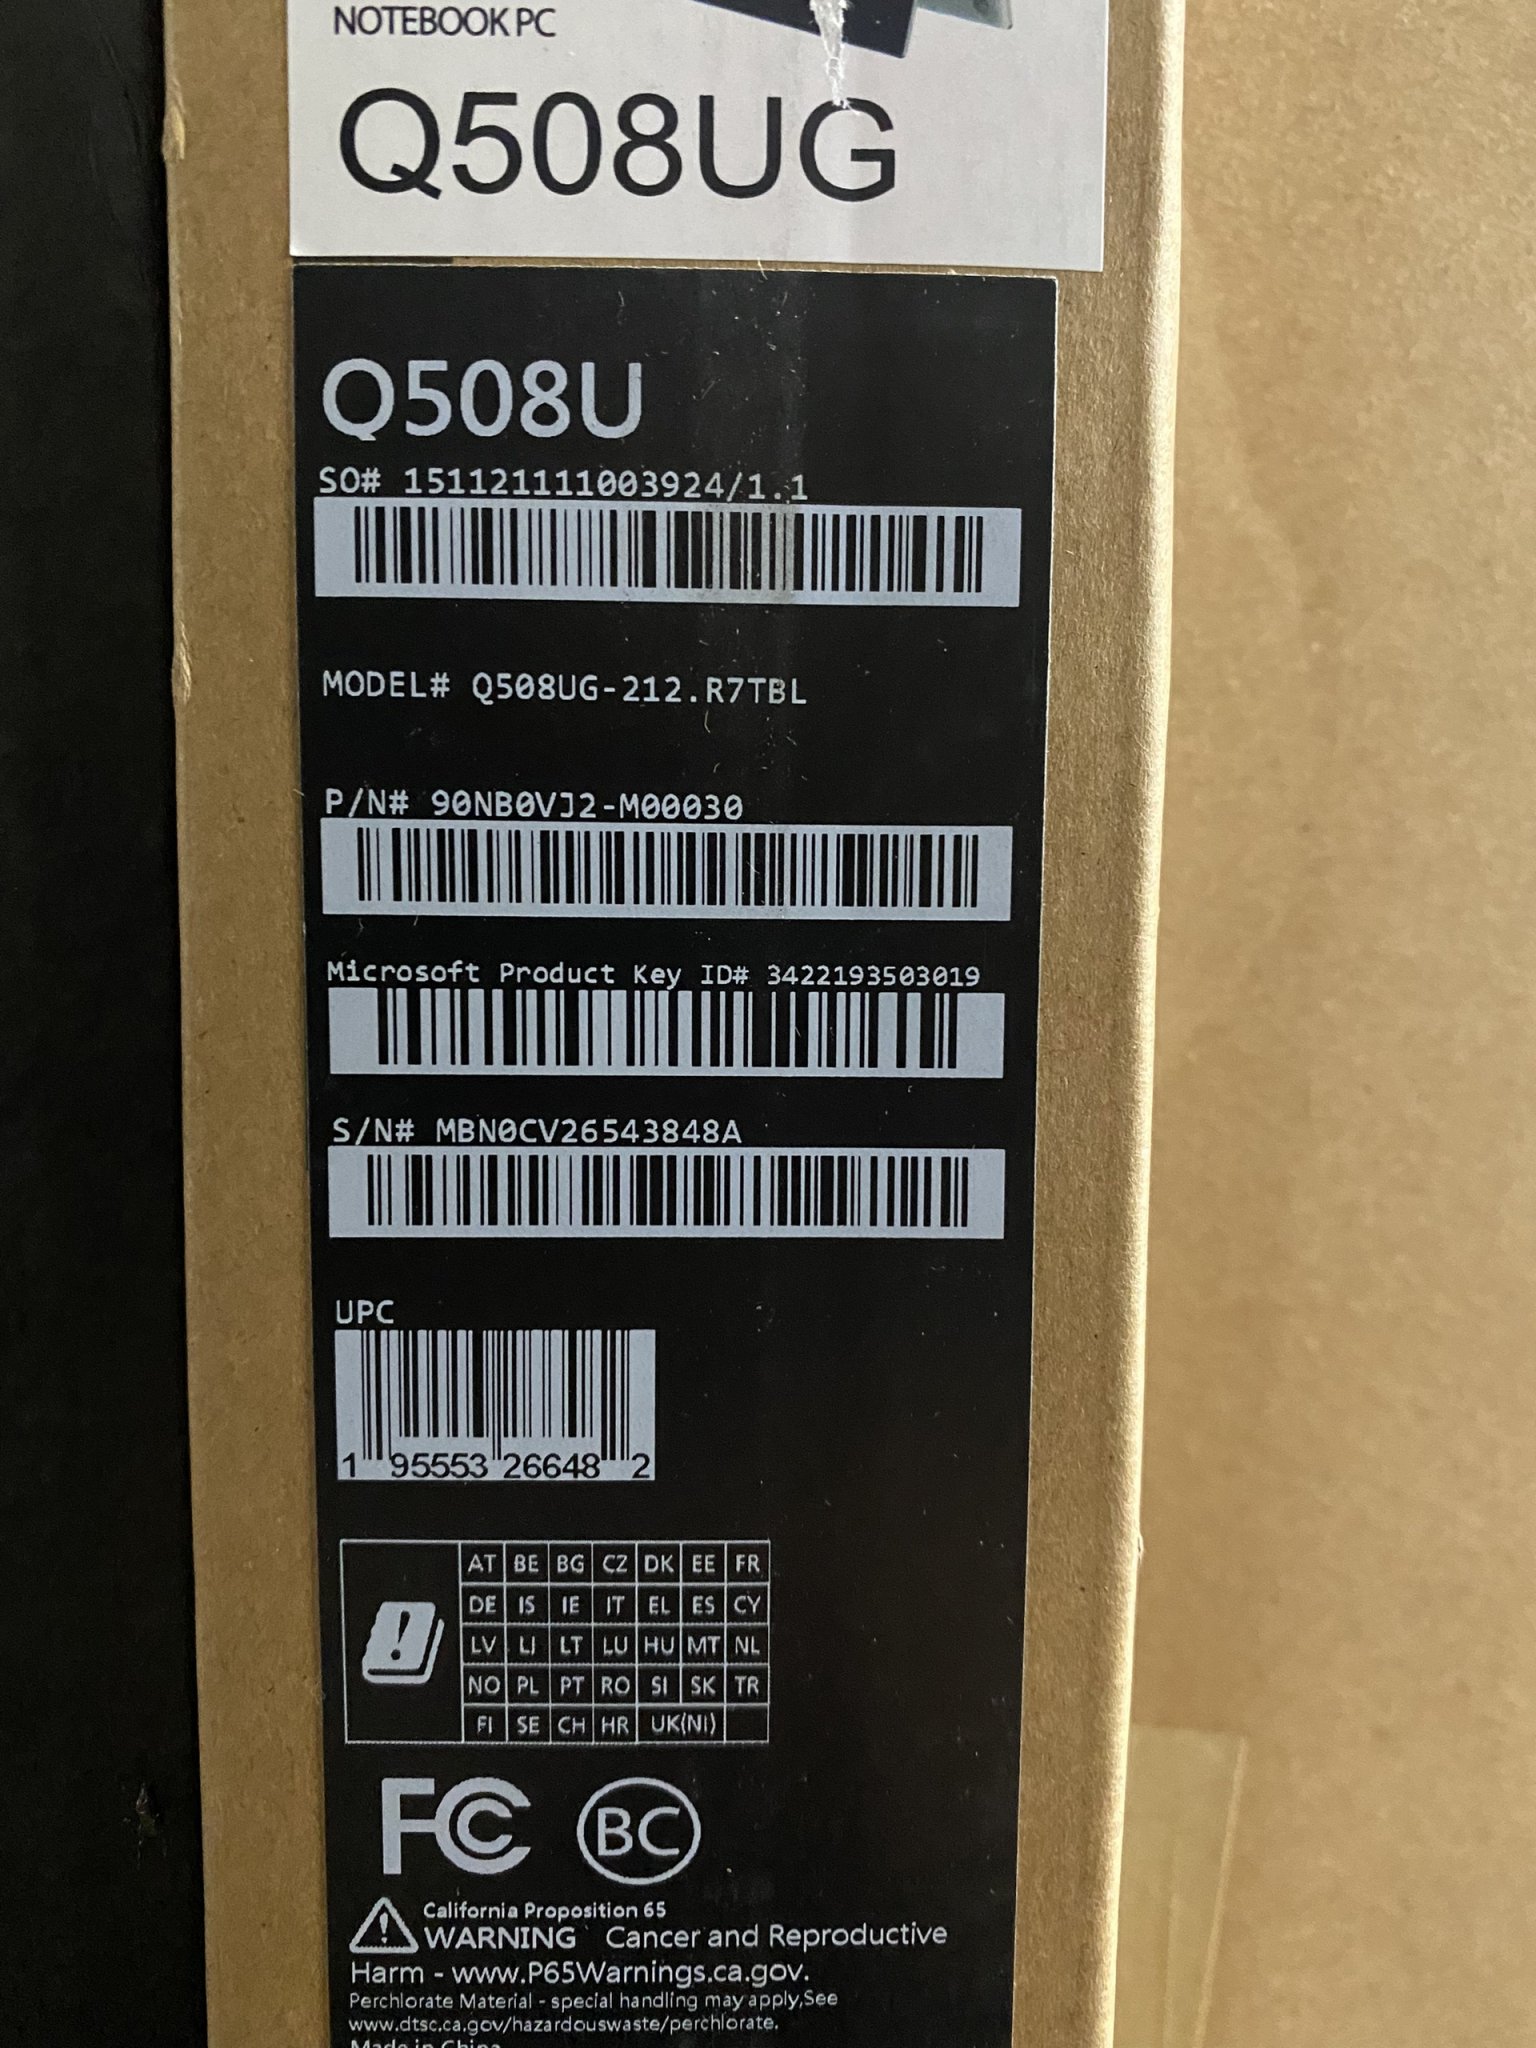 NOTEBOOK PC
Q508UG
Q508U
SO# 151121111003924/1.1
MODEL# Q508UG-212.R7TBL
P/N# 90NB0VJ2-M00030
Microsoft Product Key ID# 3422193503019
S/N# MBN0CV26543848A
UPC
1 95553 26648 2
AT BE BG CZ DK EE FR
DE IS IE IT EL ES CY
LV LI LT LU HU MT NL
NO PL PT RO SI SK TR
FI SE CH HR UK(NI)
FC BC
California Proposition 65
WARNING Cancer and Reproductive
Harm - www.P65Warnings.ca.gov.
Perchlorate Material - special handling may apply,See
www.dtsc.ca.gov/hazardouswaste/perchlorate.
Made in China